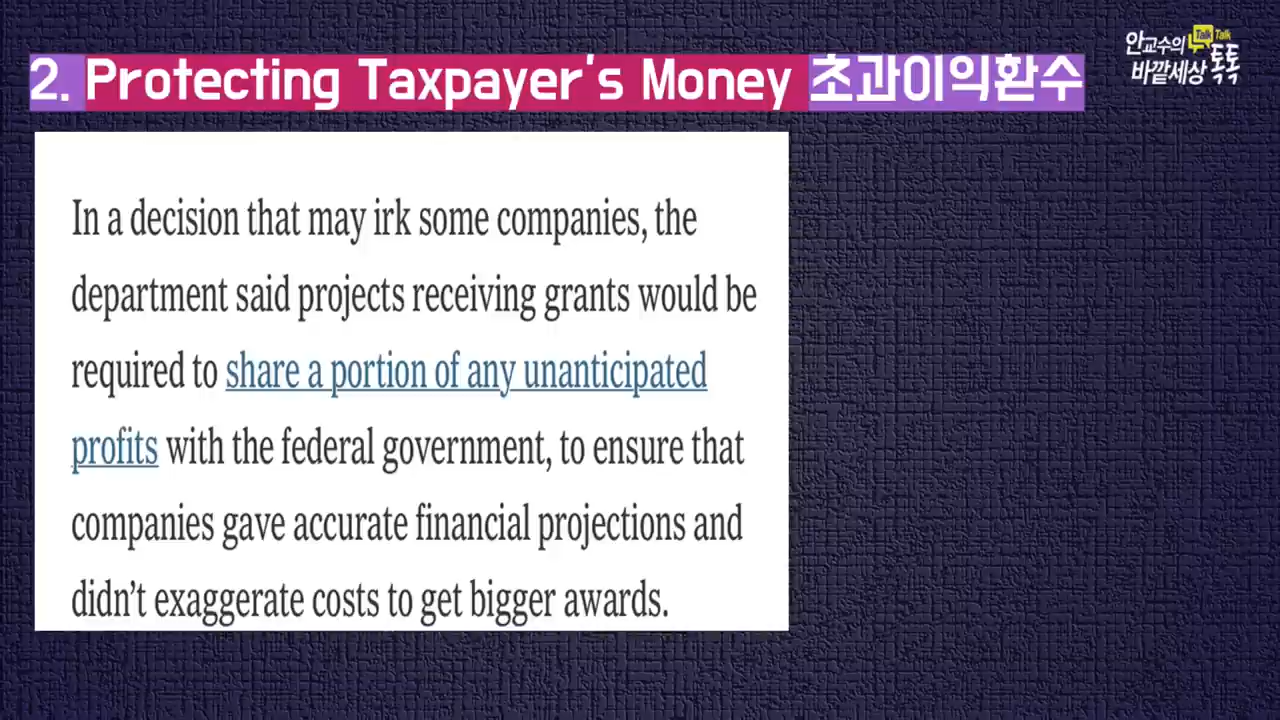 2. Protecting Taxpayer's Money 초과이익환수
안교수의 Talk Talk
바깥세상 톡톡
In a decision that may irk some companies, the
department said projects receiving grants would be
required to share a portion of any unanticipated
profits with the federal government, to ensure that
companies gave accurate financial projections and
didn’t exaggerate costs to get bigger awards.